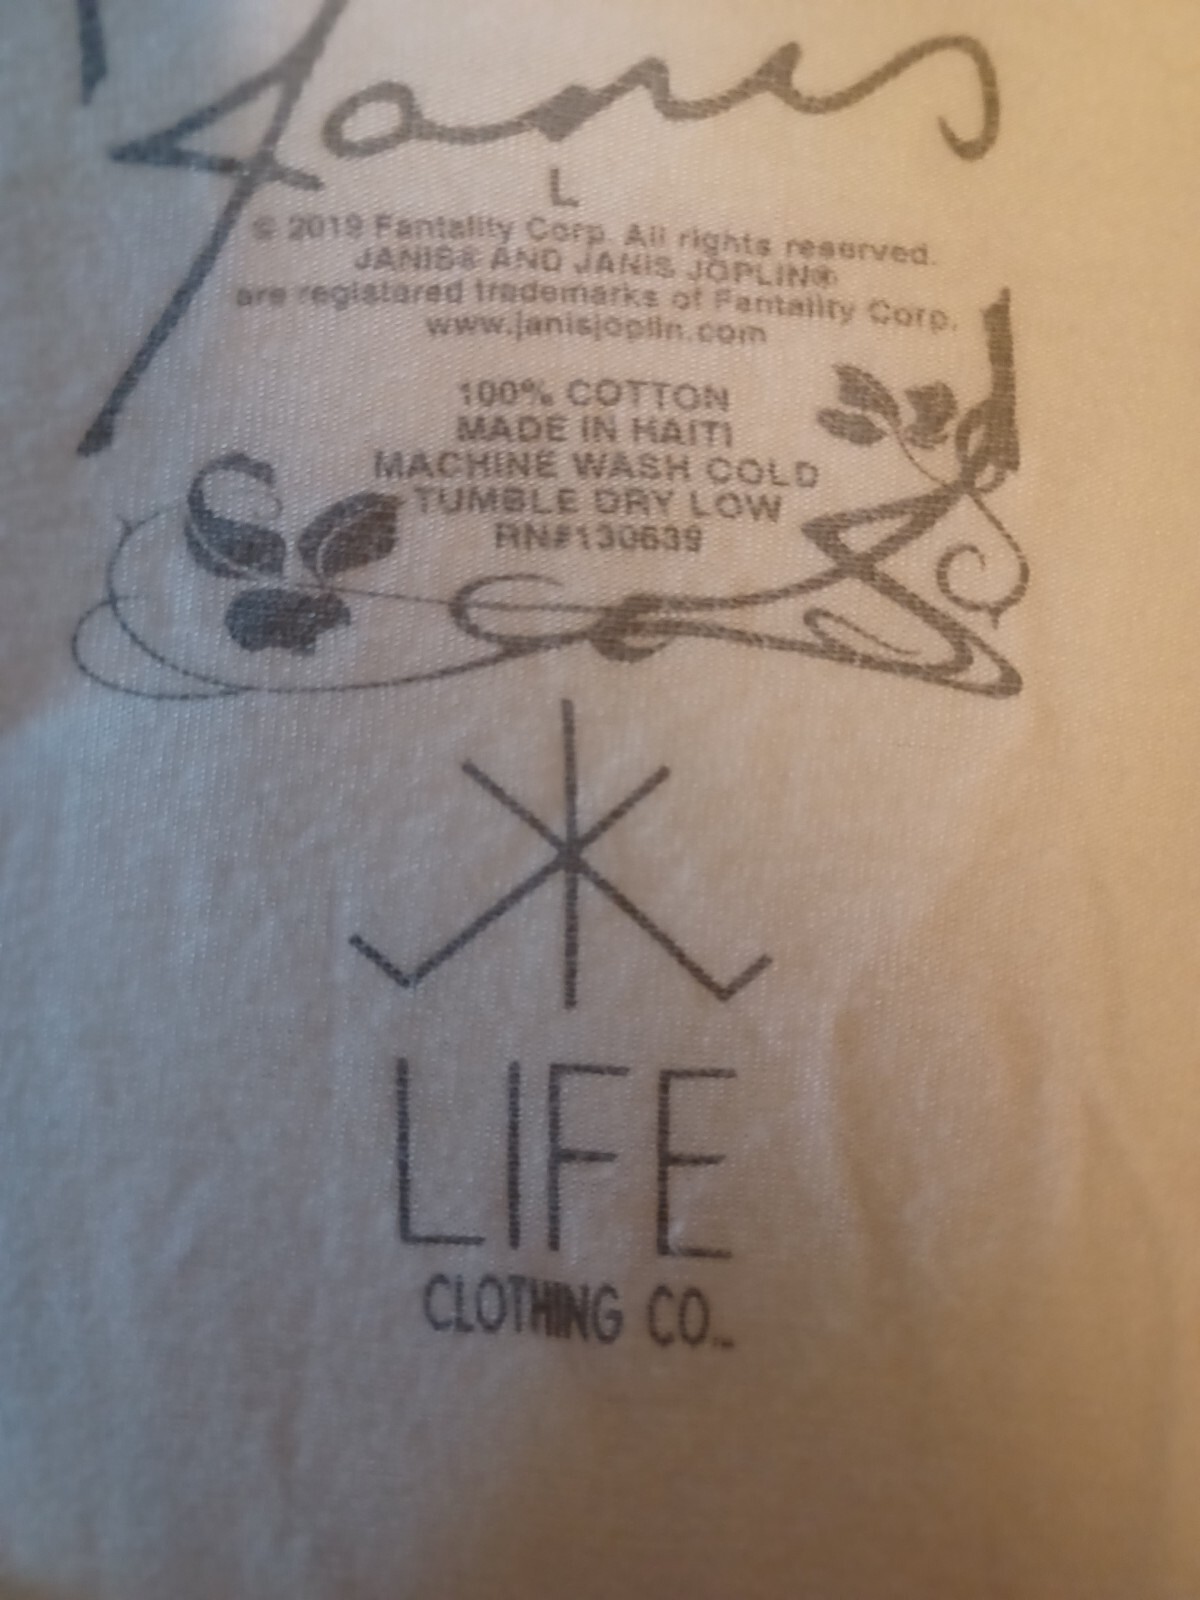 Janis
L
© 2019 Fantality Corp. All rights reserved.
JANIS® AND JANIS JOPLIN®
are registered trademarks of Fantality Corp.
www.janisjoplin.com
100% COTTON
MADE IN HAITI
MACHINE WASH COLD
TUMBLE DRY LOW
RN#130639
LIFE
CLOTHING CO.